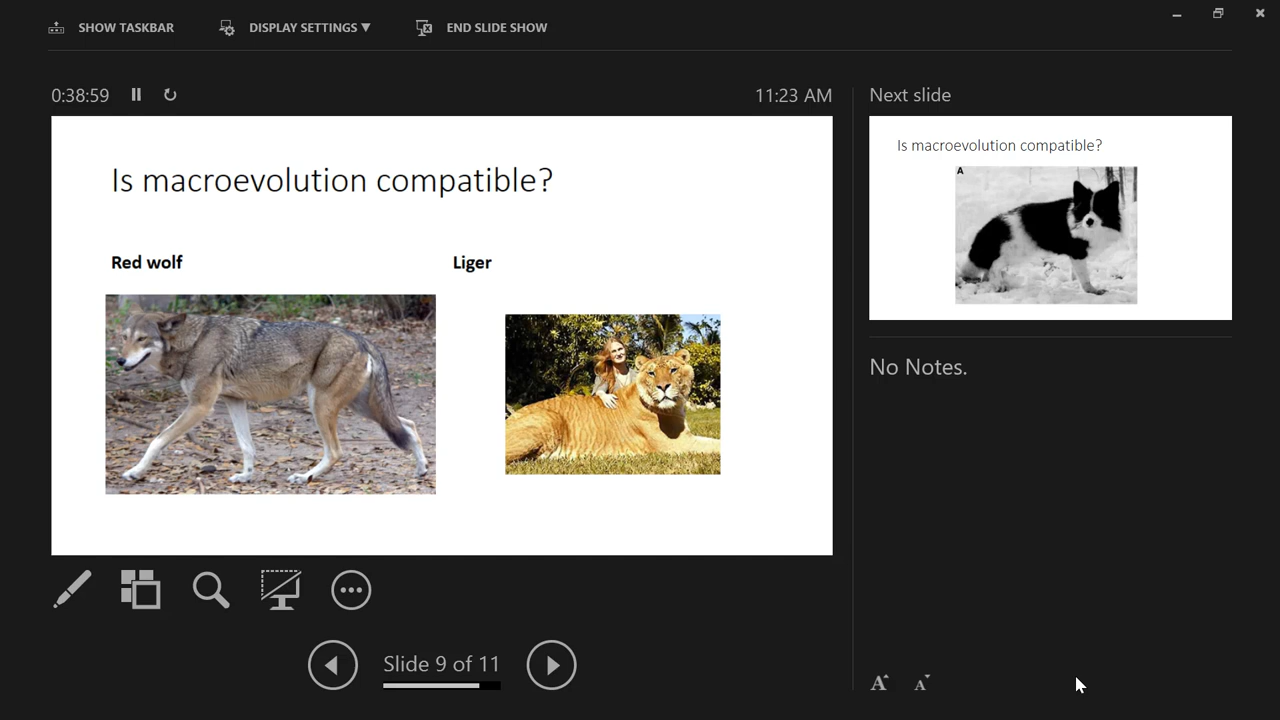 SHOW TASKBAR
DISPLAY SETTINGS ▼
END SLIDE SHOW
0:38:59
11:23 AM
Next slide
Is macroevolution compatible?
Red wolf
Liger
Is macroevolution compatible?
A
No Notes.
Slide 9 of 11
A A